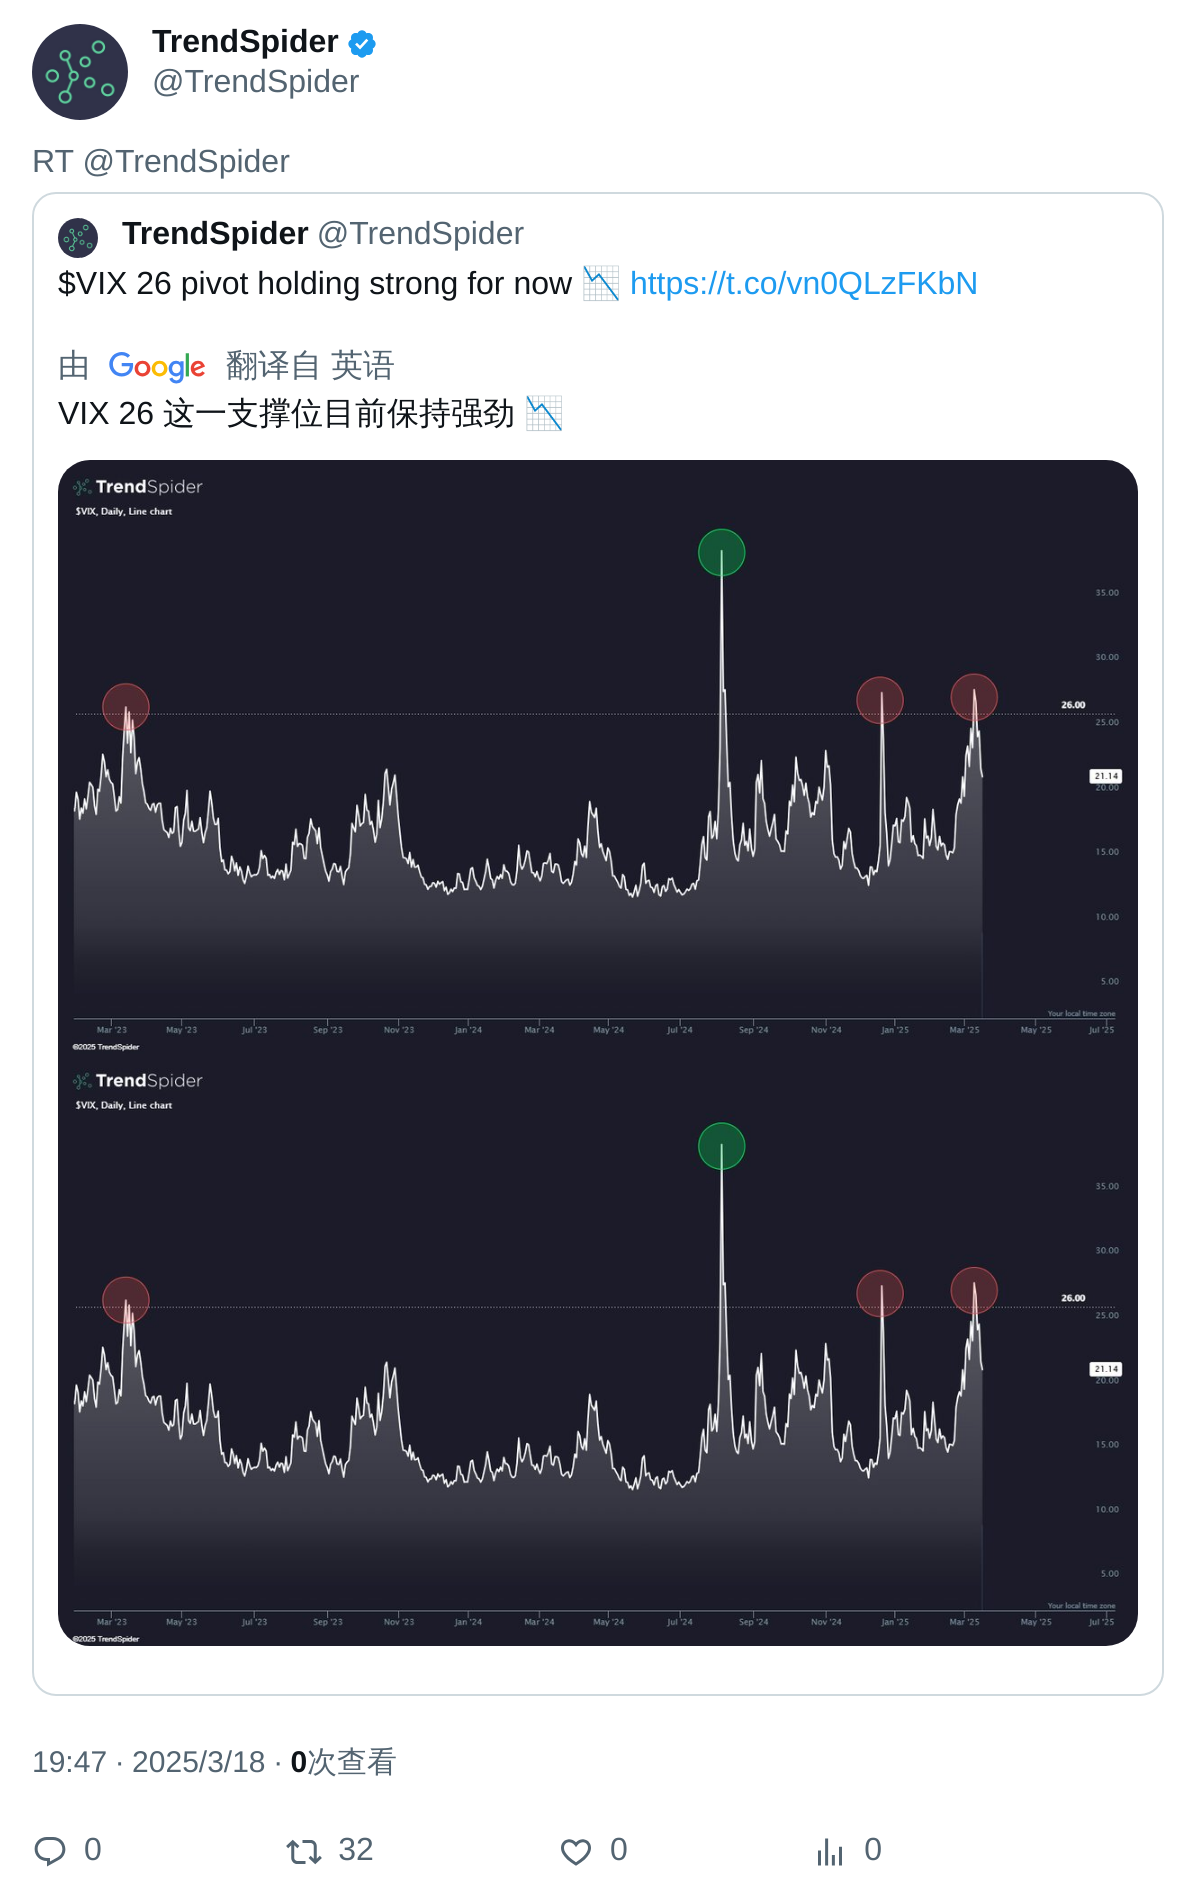 TrendSpider
@TrendSpider
RT @TrendSpider
TrendSpider @TrendSpider
$VIX 26 pivot holding strong for now 📉 https://t.co/vn0QLzFKbN
由 Google 翻译自 英语
VIX 26 这一支撑位目前保持强劲 📉
TrendSpider
$VIX, Daily, Line chart
35.00
30.00
26.00
25.00
21.14
20.00
15.00
10.00
5.00
Your local time zone
Mar '23 May '23 Jul '23 Sep '23 Nov '23 Jan '24 Mar '24 May '24 Jul '24 Sep '24 Nov '24 Jan '25 Mar '25 May '25 Jul '25
©2025 TrendSpider
TrendSpider
$VIX, Daily, Line chart
35.00
30.00
26.00
25.00
21.14
20.00
15.00
10.00
5.00
Your local time zone
Mar '23 May '23 Jul '23 Sep '23 Nov '23 Jan '24 Mar '24 May '24 Jul '24 Sep '24 Nov '24 Jan '25 Mar '25 May '25 Jul '25
©2025 TrendSpider
19:47 · 2025/3/18 · 0次查看
0 32 0 0